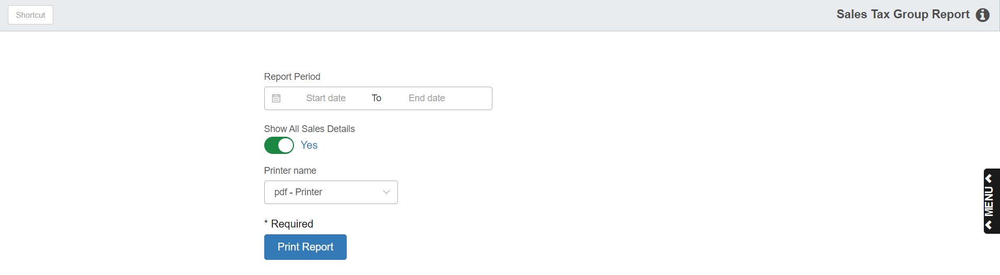 Shortcut
Sales Tax Group Report
Report Period
Start date To End date
Show All Sales Details
Yes
Printer name
pdf - Printer
* Required
Print Report
MENU